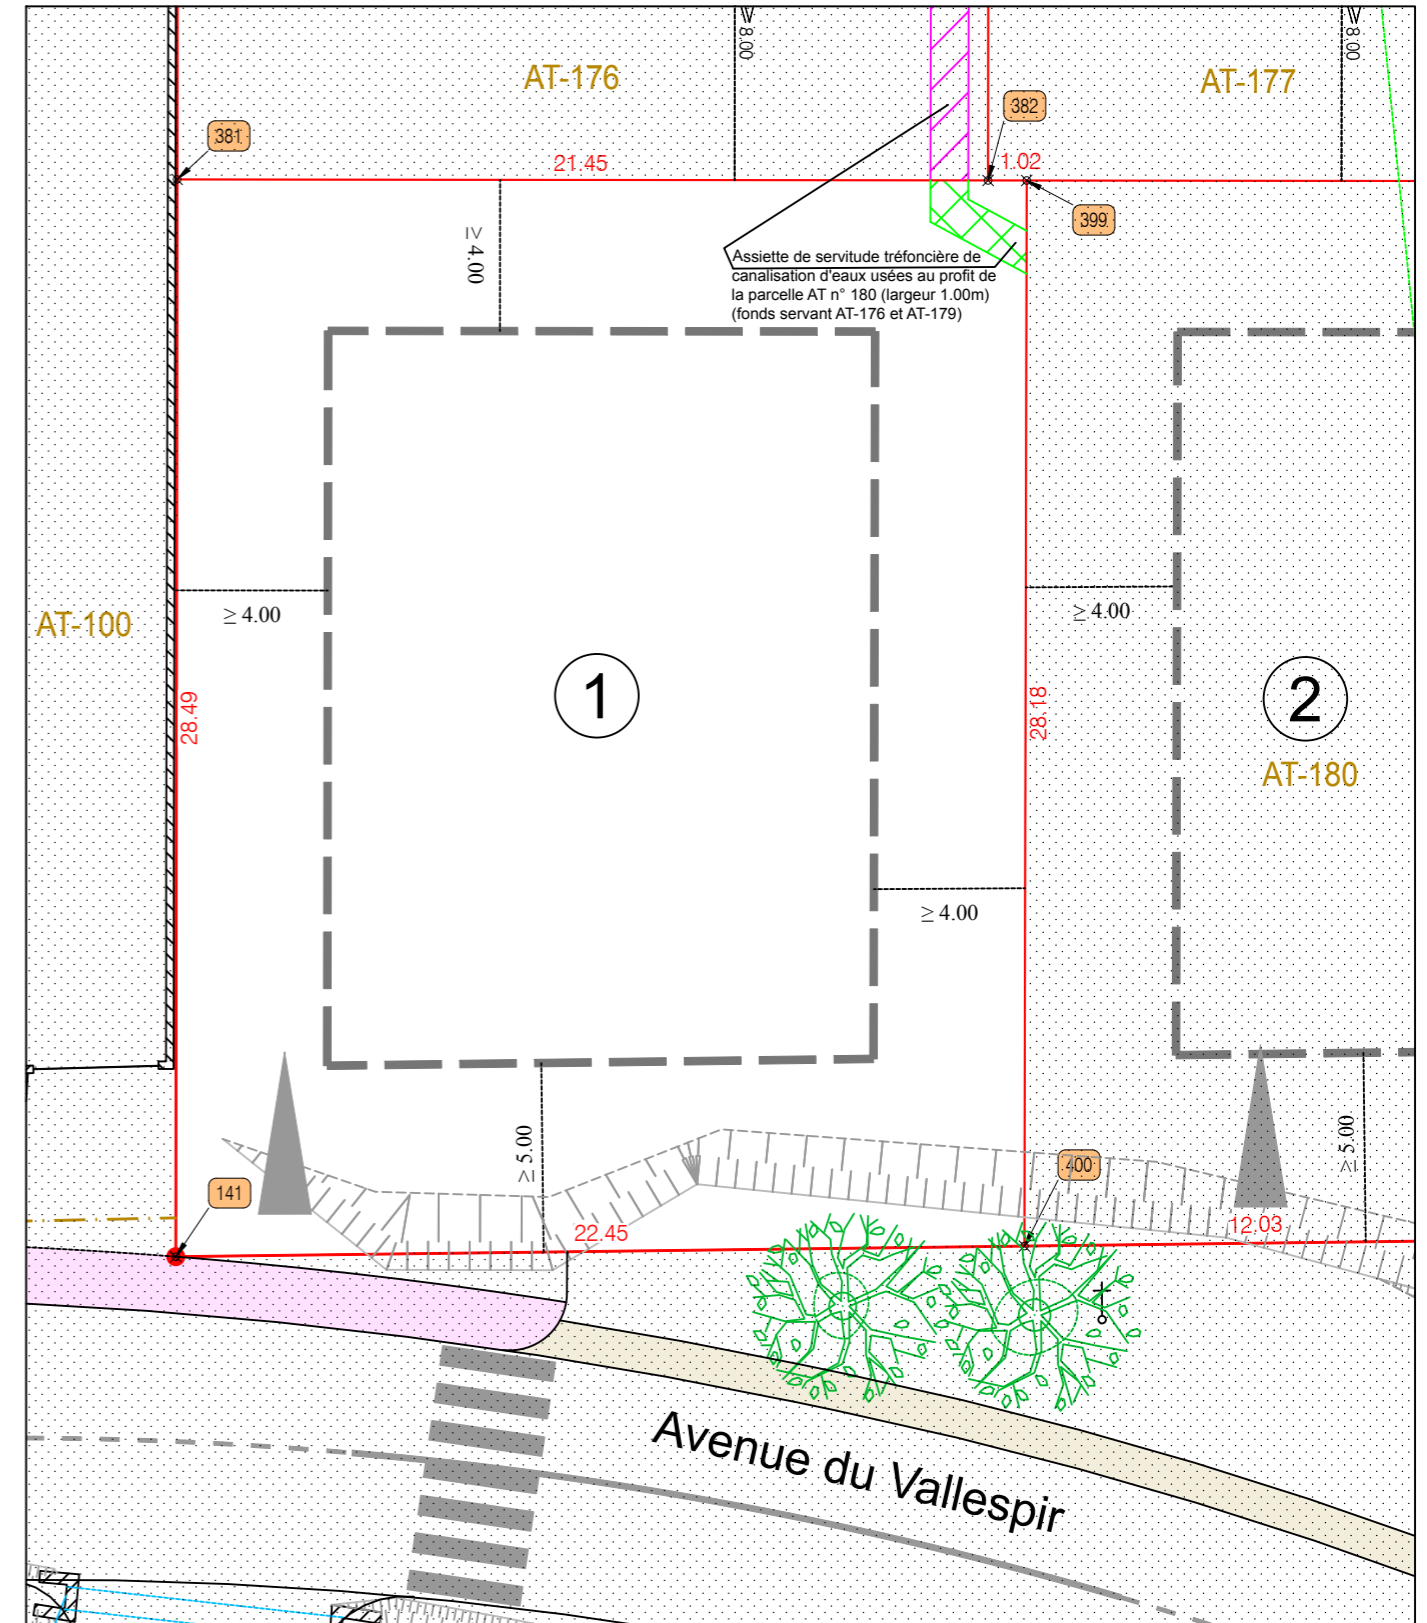 ≥ 8.00
≥ 8.00
AT-176
AT-177
381
382
21.45
1.02
399
≥ 4.00
Assiette de servitude tréfoncière de
canalisation d'eaux usées au profit de
la parcelle AT n° 180 (largeur 1.00m)
(fonds servant AT-176 et AT-179)
AT-100
≥ 4.00
≥ 4.00
1
2
28.49
28.18
AT-180
≥ 4.00
≥ 5.00
≥ 5.00
141
400
22.45
12.03
Avenue du Vallespir